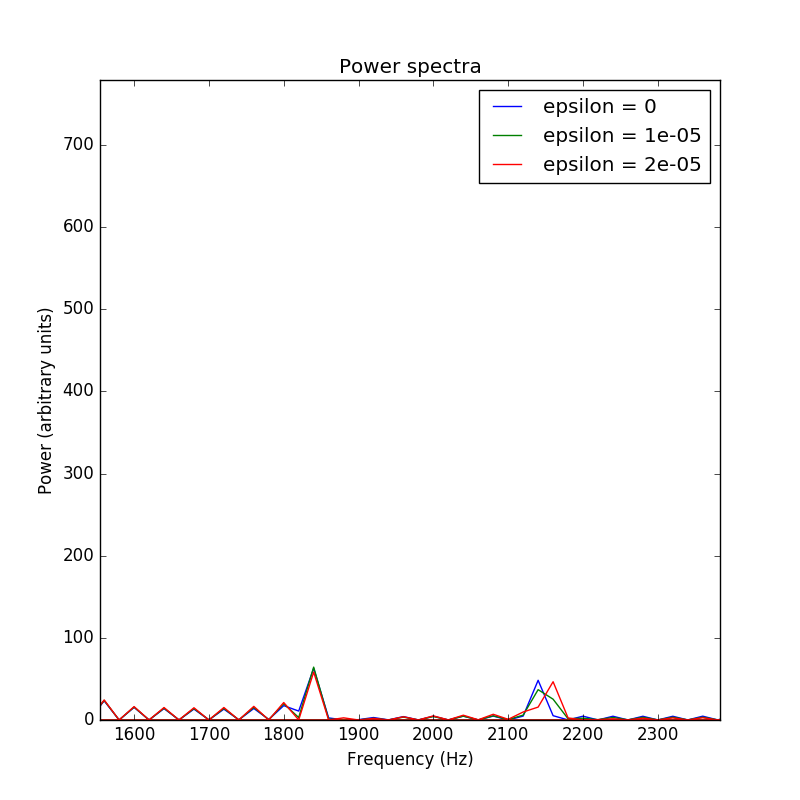 Power spectra
epsilon = 0
epsilon = 1e-05
epsilon = 2e-05
700
600
500
400
300
200
100
0
Power (arbitrary units)
1600 1700 1800 1900 2000 2100 2200 2300
Frequency (Hz)